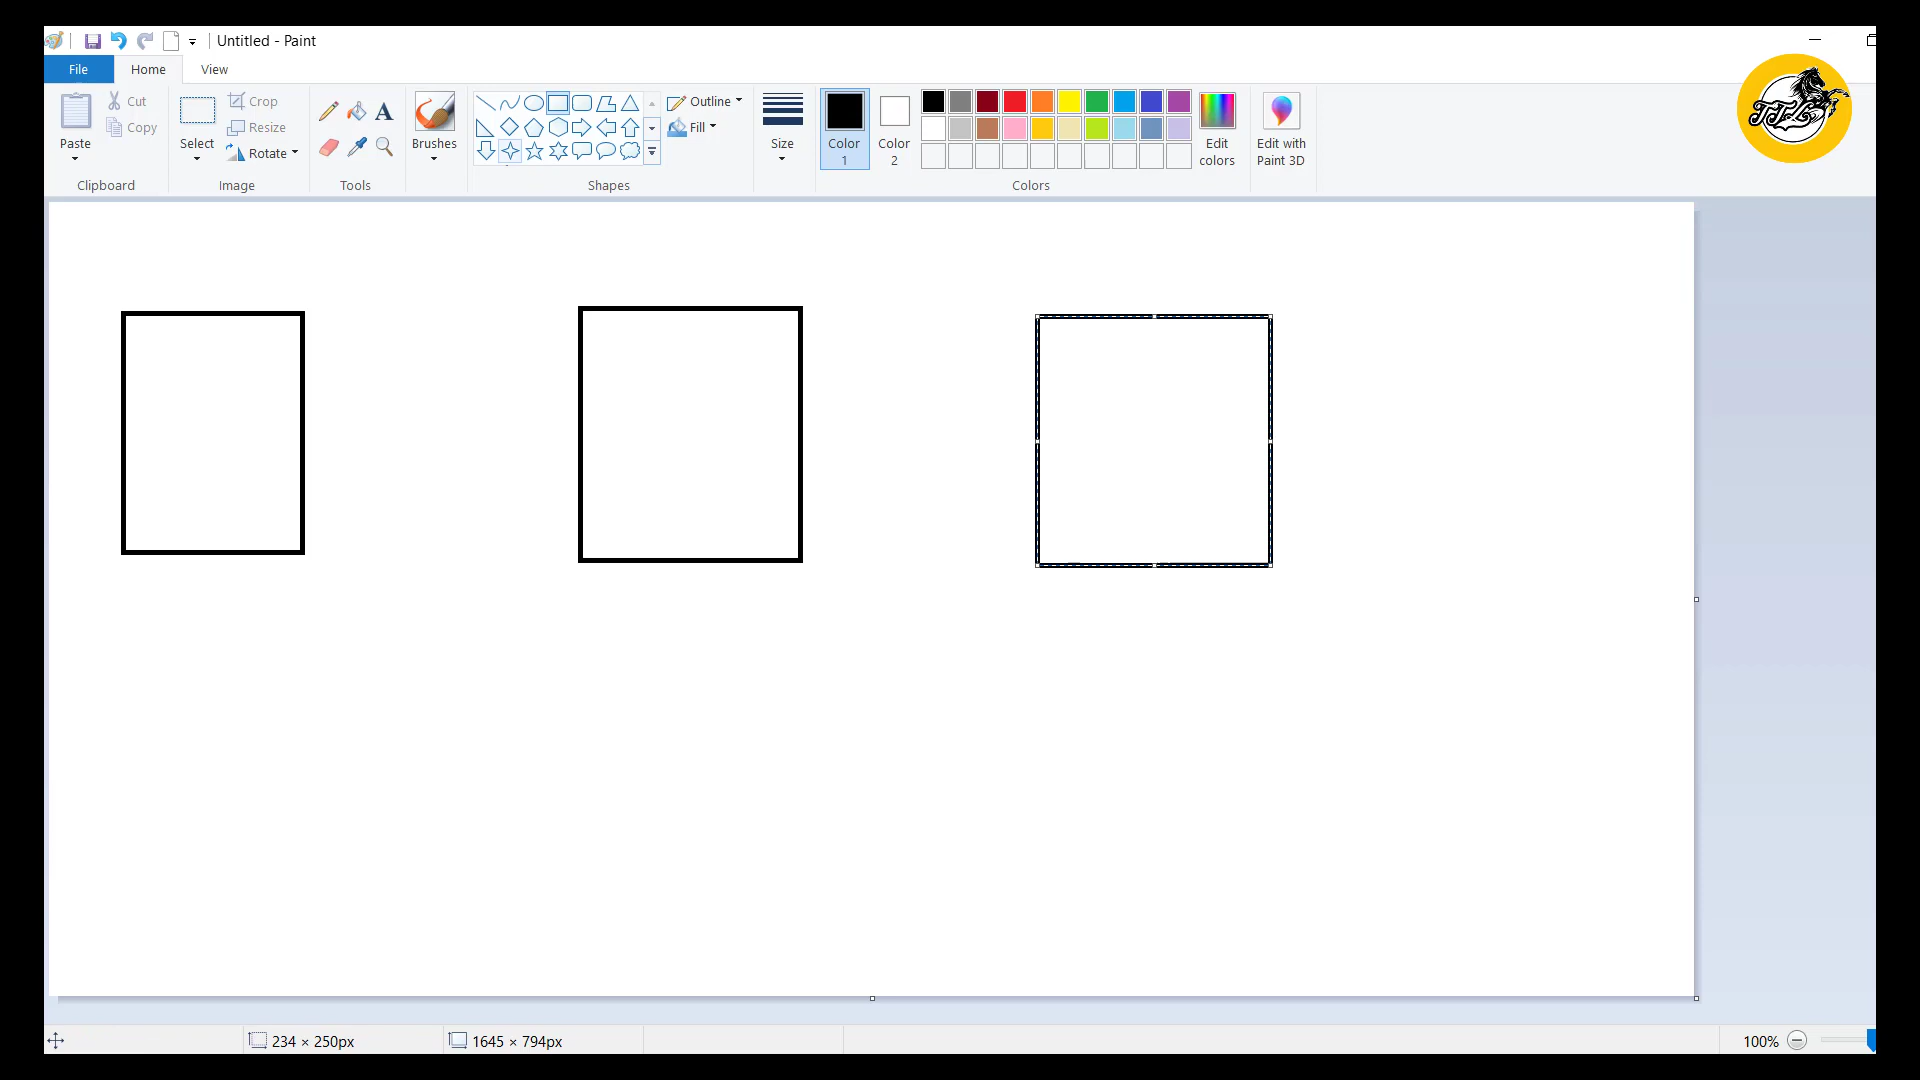 Untitled - Paint
File Home View
Paste
Cut
Copy
Clipboard
Select
Crop
Resize
Rotate
Image
A
Tools
Brushes
Shapes
Outline
Fill
Size
Color 1
Color 2
Colors
Edit colors
Edit with Paint 3D
234 × 250px
1645 × 794px
100%